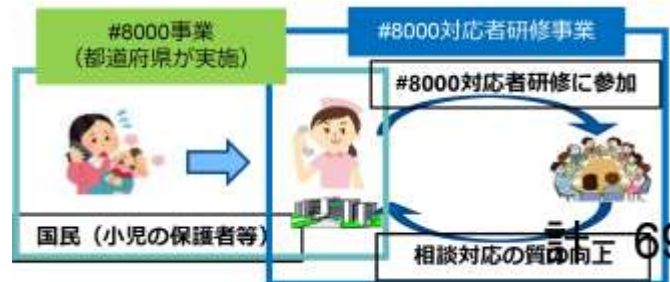 #8000事業
(都道府県が実施)
#8000対応者研修事業
#8000対応者研修に参加
国民(小児の保護者等)
相談対応の質の向上
計 69